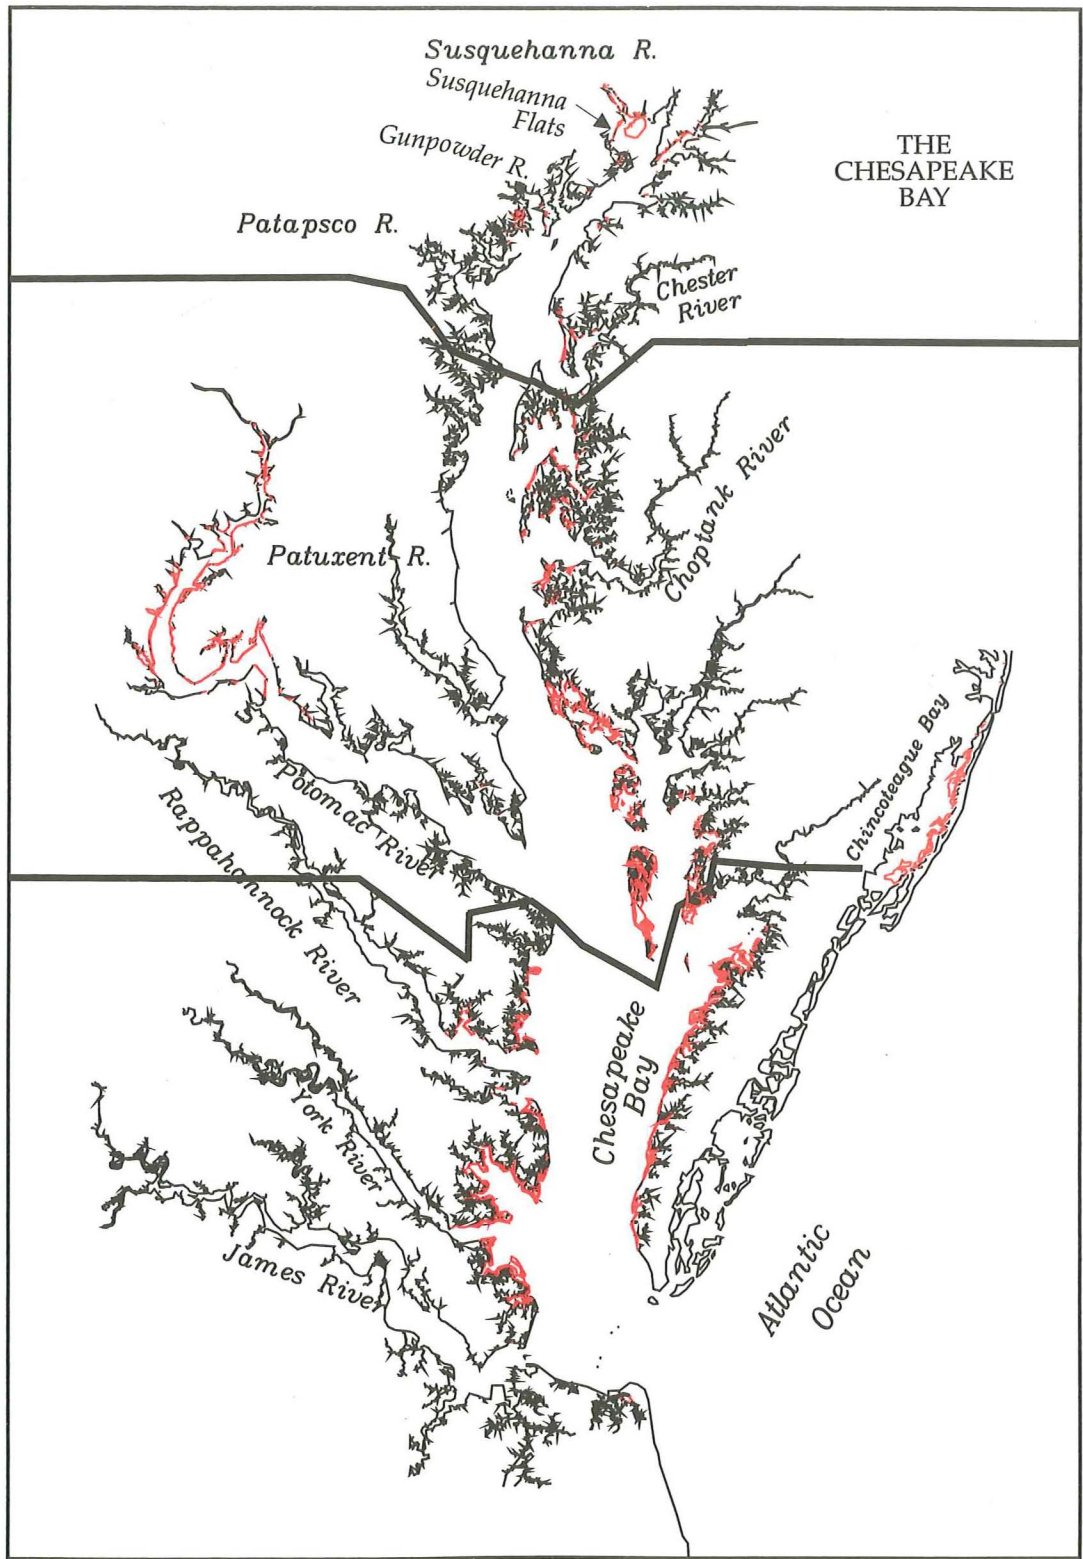 Susquehanna R.
Susquehanna
Flats
Gunpowder R.
THE
CHESAPEAKE
BAY
Patapsco R.
Chester
River
Choptank River
Patuxent R.
Chincoteague Bay
Potomac River
Rappahannock River
Chesapeake
Bay
York River
James River
Atlantic
Ocean